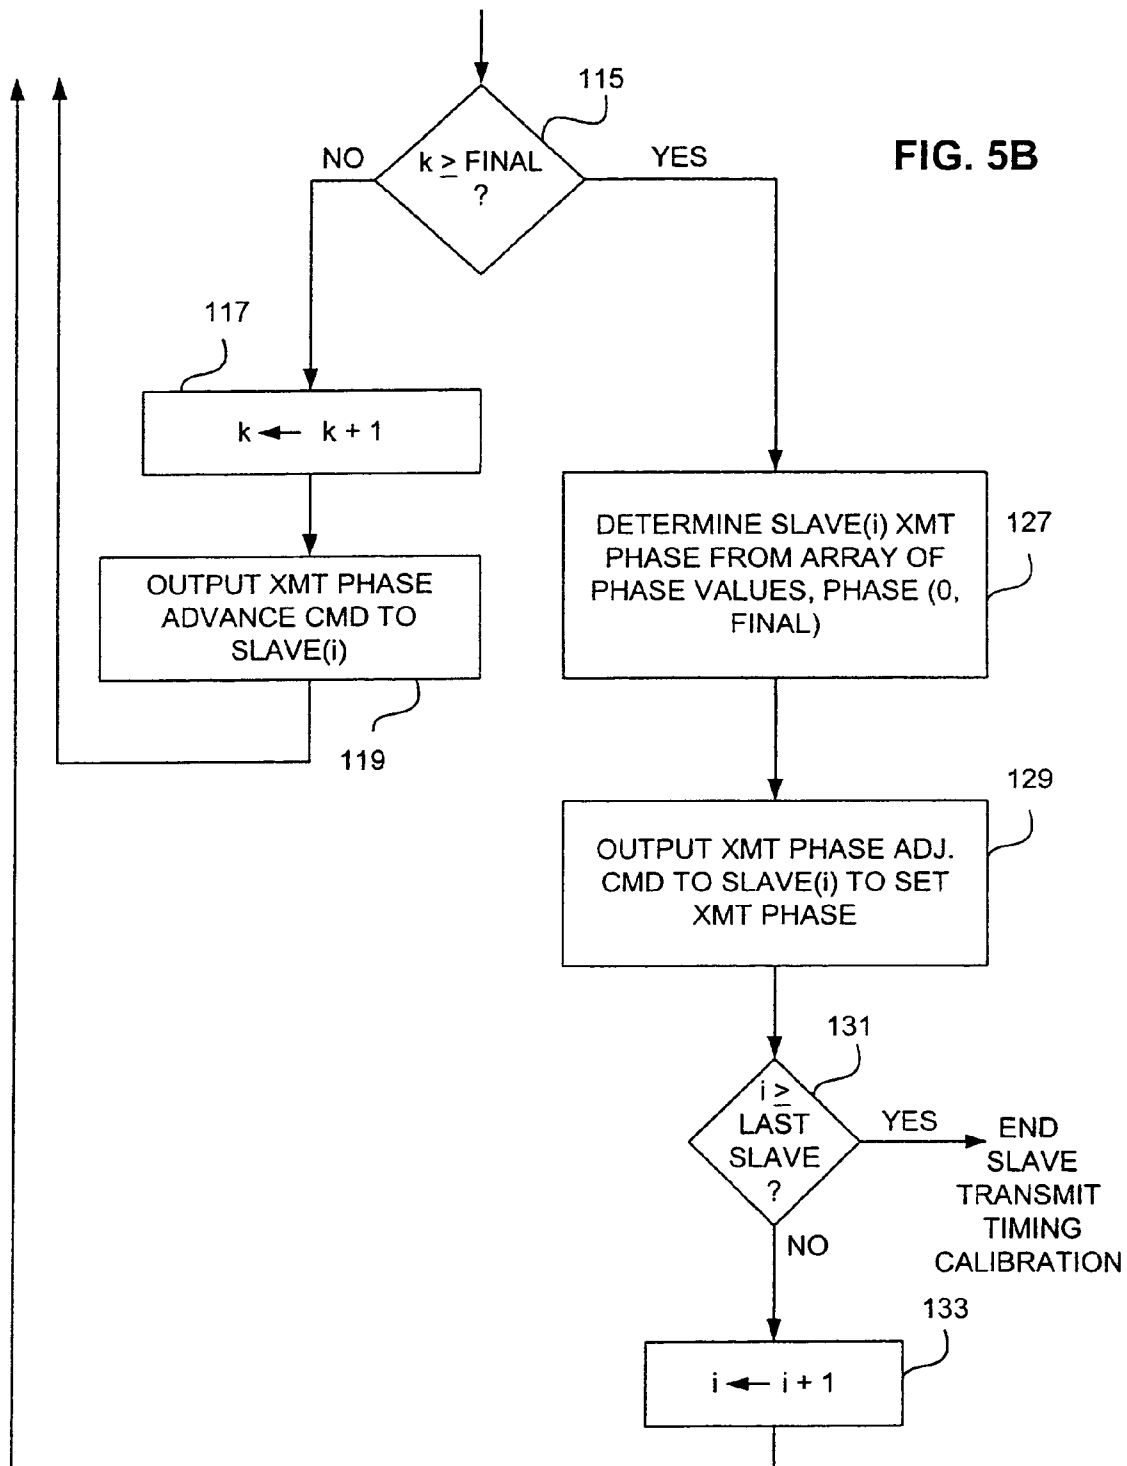 115
FIG. 5B
NO
k ≥ FINAL
?
YES
117
k ← k + 1
DETERMINE SLAVE(i) XMT
PHASE FROM ARRAY OF
PHASE VALUES, PHASE (0,
FINAL)
127
OUTPUT XMT PHASE
ADVANCE CMD TO
SLAVE(i)
119
129
OUTPUT XMT PHASE ADJ.
CMD TO SLAVE(i) TO SET
XMT PHASE
131
i ≥
LAST
SLAVE
?
YES
END
SLAVE
TRANSMIT
TIMING
CALIBRATION
NO
133
i ← i + 1